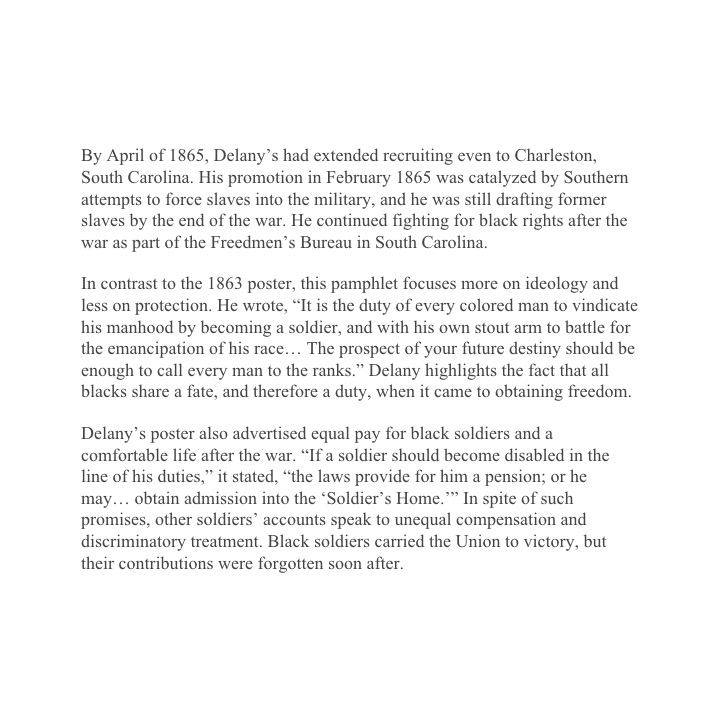 By April of 1865, Delany’s had extended recruiting even to Charleston,
South Carolina. His promotion in February 1865 was catalyzed by Southern
attempts to force slaves into the military, and he was still drafting former
slaves by the end of the war. He continued fighting for black rights after the
war as part of the Freedmen’s Bureau in South Carolina.
In contrast to the 1863 poster, this pamphlet focuses more on ideology and
less on protection. He wrote, “It is the duty of every colored man to vindicate
his manhood by becoming a soldier, and with his own stout arm to battle for
the emancipation of his race… The prospect of your future destiny should be
enough to call every man to the ranks.” Delany highlights the fact that all
blacks share a fate, and therefore a duty, when it came to obtaining freedom.
Delany’s poster also advertised equal pay for black soldiers and a
comfortable life after the war. “If a soldier should become disabled in the
line of his duties,” it stated, “the laws provide for him a pension; or he
may… obtain admission into the ‘Soldier’s Home.’” In spite of such
promises, other soldiers’ accounts speak to unequal compensation and
discriminatory treatment. Black soldiers carried the Union to victory, but
their contributions were forgotten soon after.